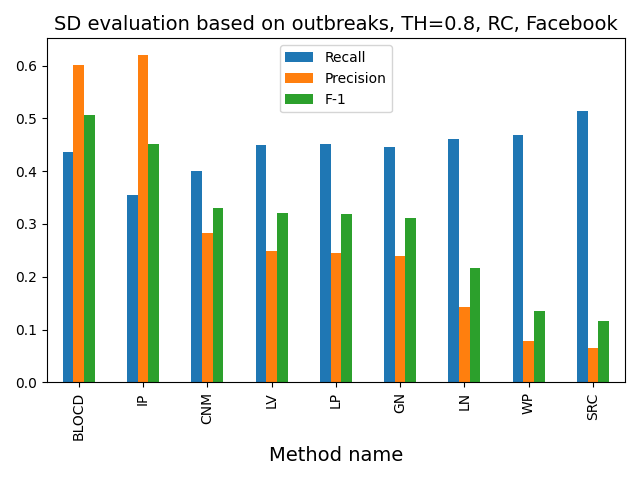 SD evaluation based on outbreaks, TH=0.8, RC, Facebook
Recall
Precision
F-1
0.6
0.5
0.4
0.3
0.2
0.1
0.0
BLOCD
IP
CNM
LV
LP
GN
LN
WP
SRC
Method name